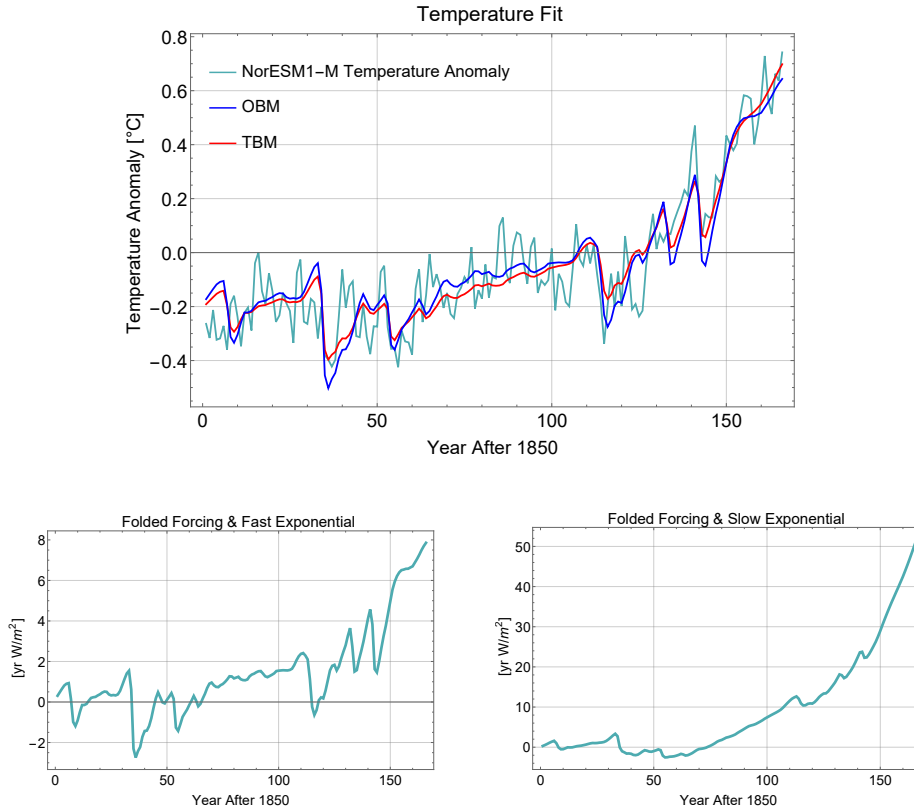 Temperature Fit
0.8
0.6
0.4
0.2
0.0
−0.2
−0.4
Temperature Anomaly [°C]
NorESM1−M Temperature Anomaly
OBM
TBM
0 50 100 150
Year After 1850
Folded Forcing & Fast Exponential
8
6
4
2
0
−2
[yr W/m²]
0 50 100 150
Year After 1850
Folded Forcing & Slow Exponential
50
40
30
20
10
0
[yr W/m²]
0 50 100 150
Year After 1850